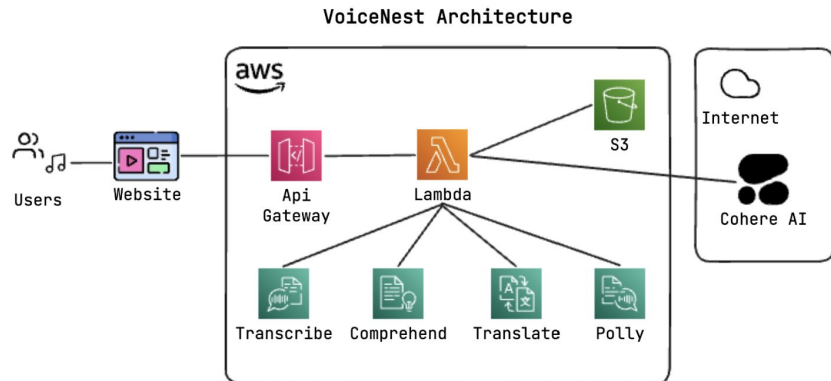 VoiceNest Architecture
aws
Internet
S3
Users
Website
Api
Gateway
Lambda
Cohere AI
Transcribe
Comprehend
Translate
Polly